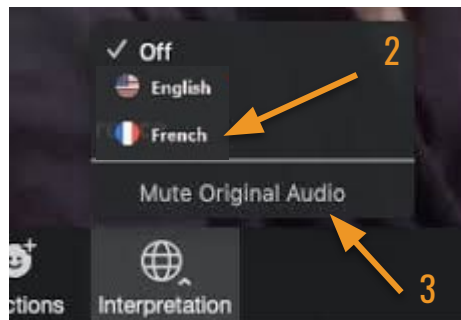 ✓ Off
2
English
French
Mute Original Audio
3
ctions
Interpretation